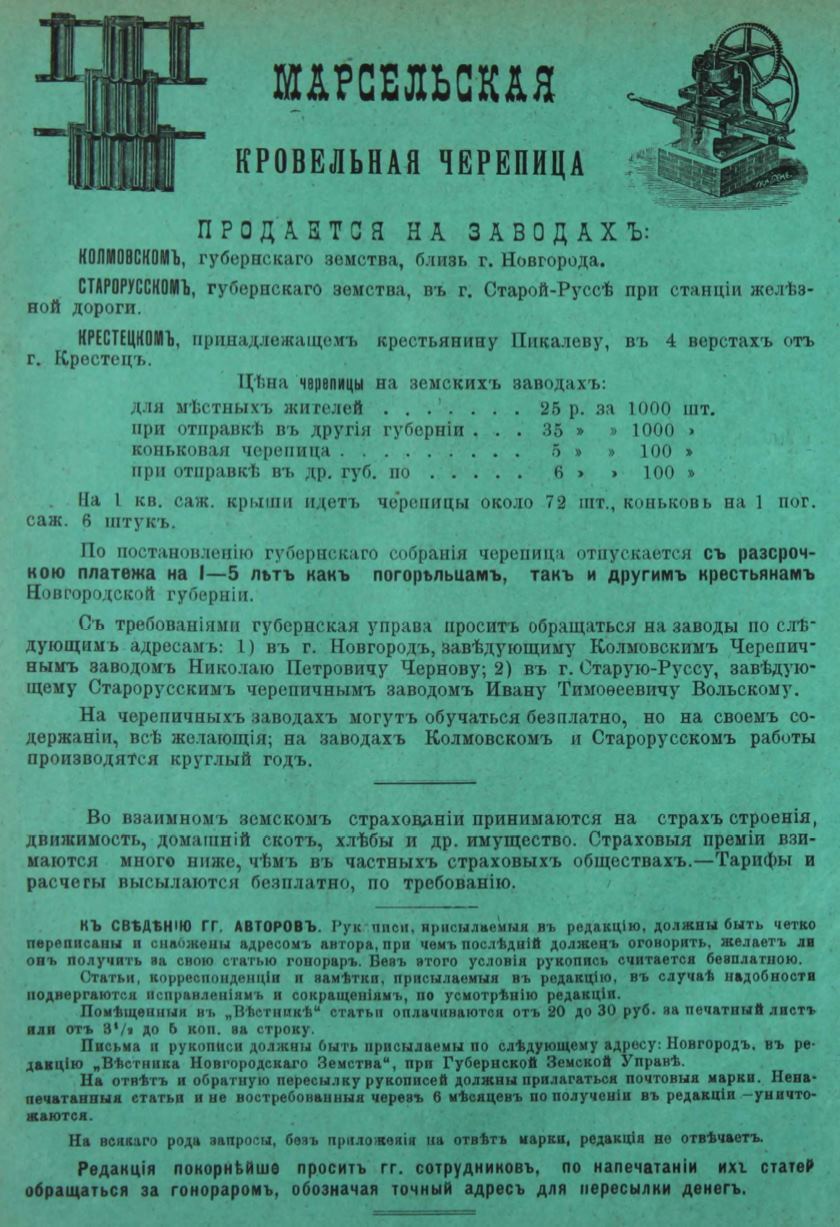 МАРСЕЛЬСКАЯ
КРОВЕЛЬНАЯ ЧЕРЕПИЦА
ПРОДАЕТСЯ НА ЗАВОДАХЪ:
КОЛМОВСКОМЪ, губернскаго земства, близь г. Новгорода.
СТАРОРУССКОМЪ, губернскаго земства, въ г. Старой-Руссѣ при станціи желѣз-
ной дороги.
КРЕСТЕЦКОМЪ, принадлежащемъ крестьянину Пикалеву, въ 4 верстахъ отъ
г. Крестецъ.
Цѣна черепицы на земскихъ заводахъ:
для мѣстныхъ жителей . . . . . . . 25 р. за 1000 шт.
при отправкѣ въ другія губерніи . . . 35 » » 1000 »
коньковая черепица . . . . . . . . . 5 » » 100 »
при отправкѣ въ др. губ. по . . . . . 6 » » 100 »
На 1 кв. саж. крыши идетъ черепицы около 72 шт., коньковъ на 1 пог.
саж. 6 штукъ.
По постановленію губернскаго собранія черепица отпускается съ разсроч-
кою платежа на 1—5 лѣтъ какъ погорѣльцамъ, такъ и другимъ крестьянамъ
Новгородской губерніи.
Съ требованіями губернская управа проситъ обращаться на заводы по слѣ-
дующимъ адресамъ: 1) въ г. Новгородъ, завѣдующему Колмовскимъ Черепич-
нымъ заводомъ Николаю Петровичу Чернову; 2) въ г. Старую-Руссу, завѣдую-
щему Старорусскимъ черепичнымъ заводомъ Ивану Тимоѳеевичу Вольскому.
На черепичныхъ заводахъ могутъ обучаться безплатно, но на своемъ со-
держаніи, всѣ желающія; на заводахъ Колмовскомъ и Старорусскомъ работы
производятся круглый годъ.
Во взаимномъ земскомъ страхованіи принимаются на страхъ строенія,
движимость, домашній скотъ, хлѣбы и др. имущество. Страховыя преміи взи-
маются много ниже, чѣмъ въ частныхъ страховыхъ обществахъ.—Тарифы и
расчеты высылаются безплатно, по требованію.
КЪ СВѢДѢНІЮ ГГ. АВТОРОВЪ. Рукописи, присылаемыя въ редакцію, должны быть четко
переписаны и снабжены адресомъ автора, при чемъ послѣдній долженъ оговорить, желаетъ ли
онъ получить за свою статью гонораръ. Безъ этого условія рукопись считается безплатною.
Статьи, корреспонденціи и замѣтки, присылаемыя въ редакцію, въ случаѣ надобности
подвергаются исправленіямъ и сокращеніямъ, по усмотрѣнію редакціи.
Помѣщенныя въ „Вѣстникѣ" статьи оплачиваются отъ 20 до 30 руб. за печатный листъ
или отъ 3¹/₂ до 5 коп. за строку.
Письма и рукописи должны быть присылаемы по слѣдующему адресу: Новгородъ, въ ре-
дакцію „Вѣстника Новгородскаго Земства", при Губернской Земской Управѣ.
На отвѣтъ и обратную пересылку рукописей должны прилагаться почтовыя марки. Нена-
печатанныя статьи и не востребованныя черезъ 6 мѣсяцевъ по полученіи въ редакціи—уничто-
жаются.
На всякаго рода запросы, безъ приложенія на отвѣтъ марки, редакція не отвѣчаетъ.
Редакція покорнѣйше проситъ гг. сотрудниковъ, по напечатаніи ихъ статей
обращаться за гонораромъ, обозначая точный адресъ для пересылки денегъ.